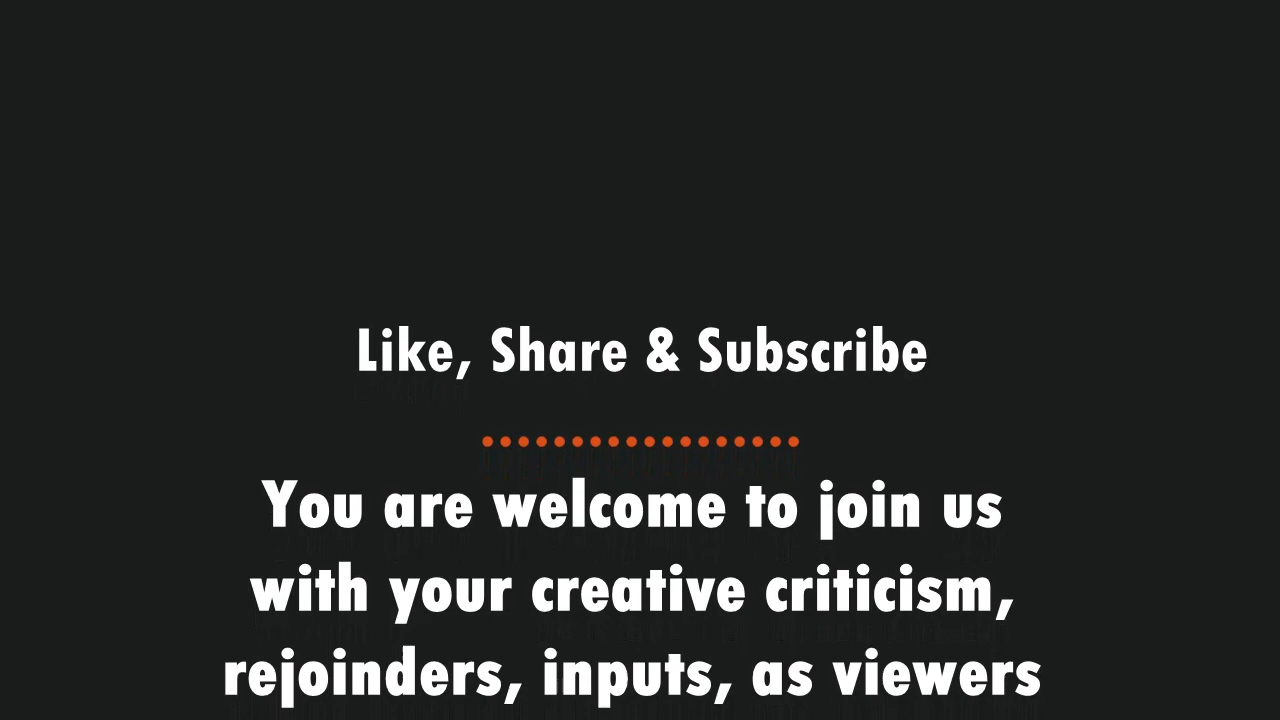 Like, Share & Subscribe
You are welcome to join us
with your creative criticism,
rejoinders, inputs, as viewers